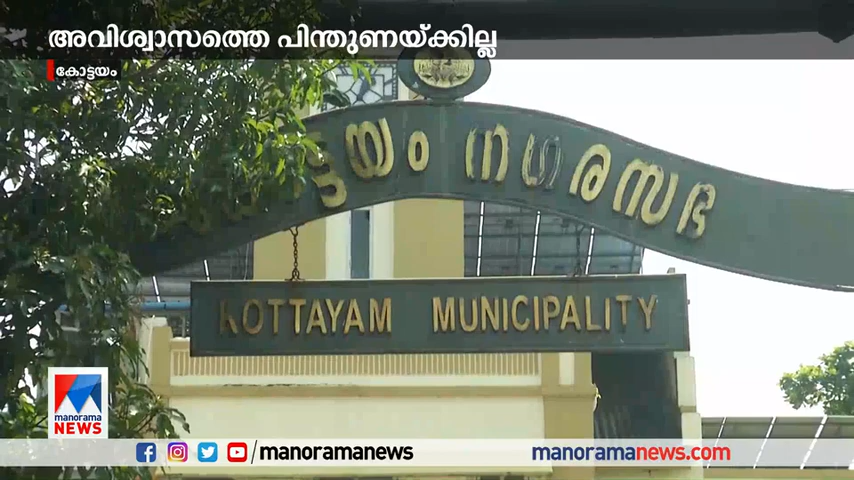 അവിശ്വാസത്തെ പിന്തുണയ്ക്കില്ല
കോട്ടയം
നഗരസഭ
KOTTAYAM MUNICIPALITY
manorama
NEWS
/manoramanews
manoramanews.com